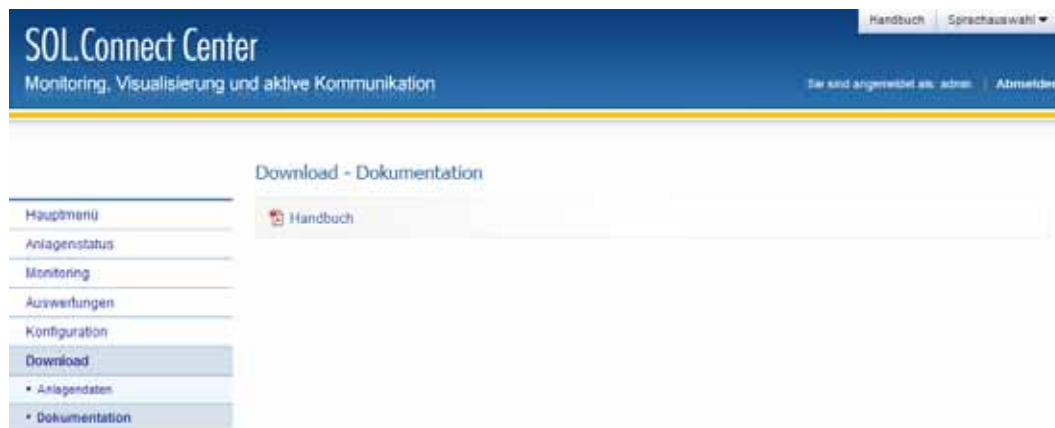 Handbuch Sprachauswahl
SOL.Connect Center
Monitoring, Visualisierung und aktive Kommunikation
Sie sind angemeldet als: admin | Abmelden
Download - Dokumentation
Handbuch
Hauptmenü
Anlagenstatus
Monitoring
Auswertungen
Konfiguration
Download
• Anlagendaten
• Dokumentation